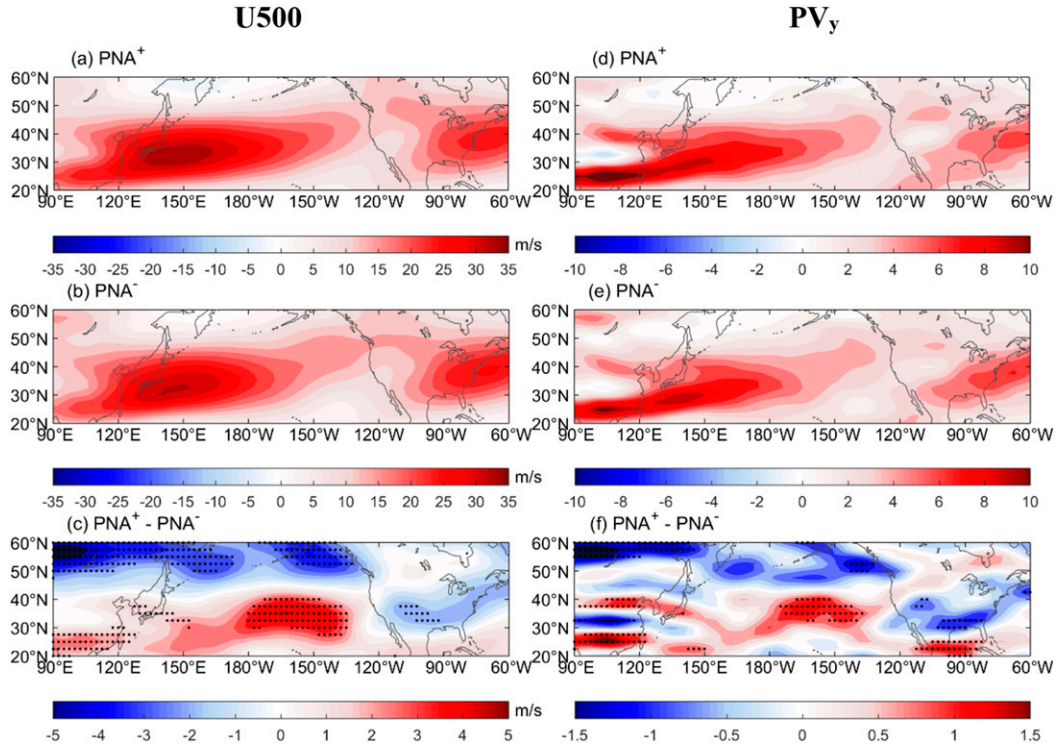 U500 PVy
(a) PNA+ (d) PNA+
60°N 60°N
50°N 50°N
40°N 40°N
30°N 30°N
20°N 20°N
90°E 120°E 150°E 180°W 150°W 120°W 90°W 60°W 90°E 120°E 150°E 180°W 150°W 120°W 90°W 60°W
m/s
-35 -30 -25 -20 -15 -10 -5 0 5 10 15 20 25 30 35 -10 -8 -6 -4 -2 0 2 4 6 8 10
(b) PNA- (e) PNA-
60°N 60°N
50°N 50°N
40°N 40°N
30°N 30°N
20°N 20°N
90°E 120°E 150°E 180°W 150°W 120°W 90°W 60°W 90°E 120°E 150°E 180°W 150°W 120°W 90°W 60°W
m/s
-35 -30 -25 -20 -15 -10 -5 0 5 10 15 20 25 30 35 -10 -8 -6 -4 -2 0 2 4 6 8 10
(c) PNA+ - PNA- (f) PNA+ - PNA-
60°N 60°N
50°N 50°N
40°N 40°N
30°N 30°N
20°N 20°N
90°E 120°E 150°E 180°W 150°W 120°W 90°W 60°W 90°E 120°E 150°E 180°W 150°W 120°W 90°W 60°W
m/s
-5 -4 -3 -2 -1 0 1 2 3 4 5 -1.5 -1 -0.5 0 0.5 1 1.5